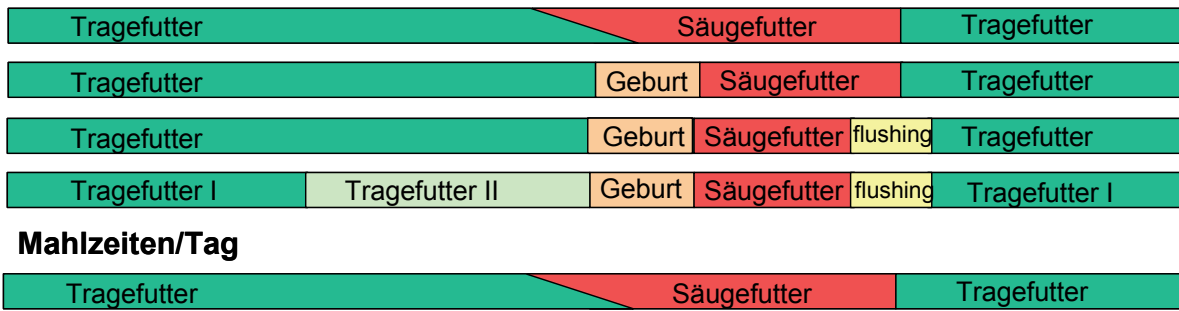 Tragefutter Säugefutter Tragefutter
Tragefutter Geburt Säugefutter Tragefutter
Tragefutter Geburt Säugefutter flushing Tragefutter
Tragefutter I Tragefutter II Geburt Säugefutter flushing Tragefutter I
Mahlzeiten/Tag
Tragefutter Säugefutter Tragefutter